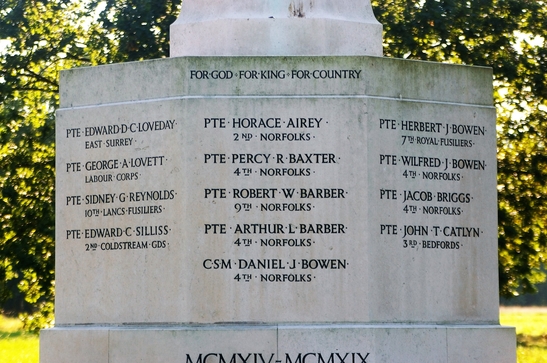 FOR·GOD·FOR·KING·FOR·COUNTRY
PTE·EDWARD·D·C·LOVEDAY·
EAST·SURREY·
PTE·GEORGE·A·LOVETT·
LABOUR·CORPS
PTE·SIDNEY·G·REYNOLDS·
10TH·LANCS·FUSILIERS·
PTE·EDWARD·C·SILLISS·
2ND·COLDSTREAM·GDS·
PTE·HORACE·AIREY·
2ND·NORFOLKS·
PTE·PERCY·R·BAXTER·
4TH·NORFOLKS·
PTE·ROBERT·W·BARBER·
9TH·NORFOLKS·
PTE·ARTHUR·L·BARBER·
4TH·NORFOLKS·
CSM·DANIEL·J·BOWEN·
4TH·NORFOLKS·
PTE·HERBERT·J·BOWEN·
7TH·ROYAL·FUSILIERS·
PTE·WILFRED·J·BOWEN·
4TH·NORFOLKS·
PTE·JACOB·BRIGGS·
4TH·NORFOLKS·
PTE·JOHN·T·CATLYN·
3RD·BEDFORDS·
MCMXIV-MCMXIX